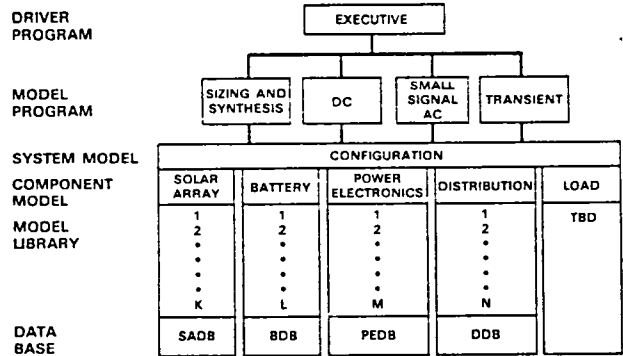 DRIVER PROGRAM
EXECUTIVE
MODEL PROGRAM
SIZING AND SYNTHESIS
DC
SMALL SIGNAL AC
TRANSIENT
SYSTEM MODEL
CONFIGURATION
COMPONENT MODEL
SOLAR ARRAY
BATTERY
POWER ELECTRONICS
DISTRIBUTION
LOAD
MODEL LIBRARY
1 1 1 1 TBD
2 2 2 2
• • • •
• • • •
• • • •
• • • •
K L M N
DATA BASE
SADB
BDB
PEDB
DDB